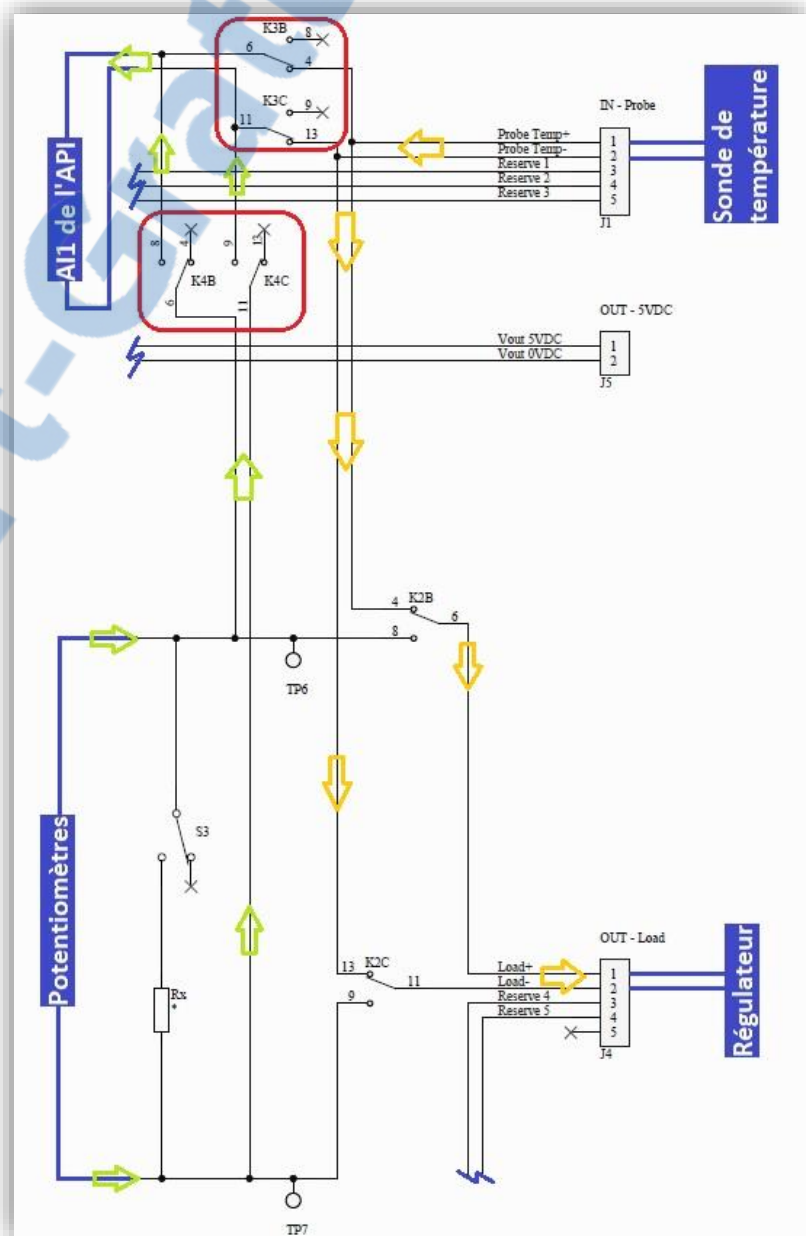 K3B
8
6
4
K3C
9
11
13
IN - Probe
Probe Temp+
Probe Temp-
Reserve 1
Reserve 2
Reserve 3
1
2
3
4
5
J1
Sonde de
température
AI1 de l'API
8
4
9
13
K4B
K4C
6
11
OUT - 5VDC
Vout 5VDC
Vout 0VDC
1
2
J5
K2B
4
6
8
TP6
Potentiomètres
S3
Rx
*
K2C
13
11
9
OUT - Load
Load+
Load-
Reserve 4
Reserve 5
1
2
3
4
5
J4
Régulateur
TP7